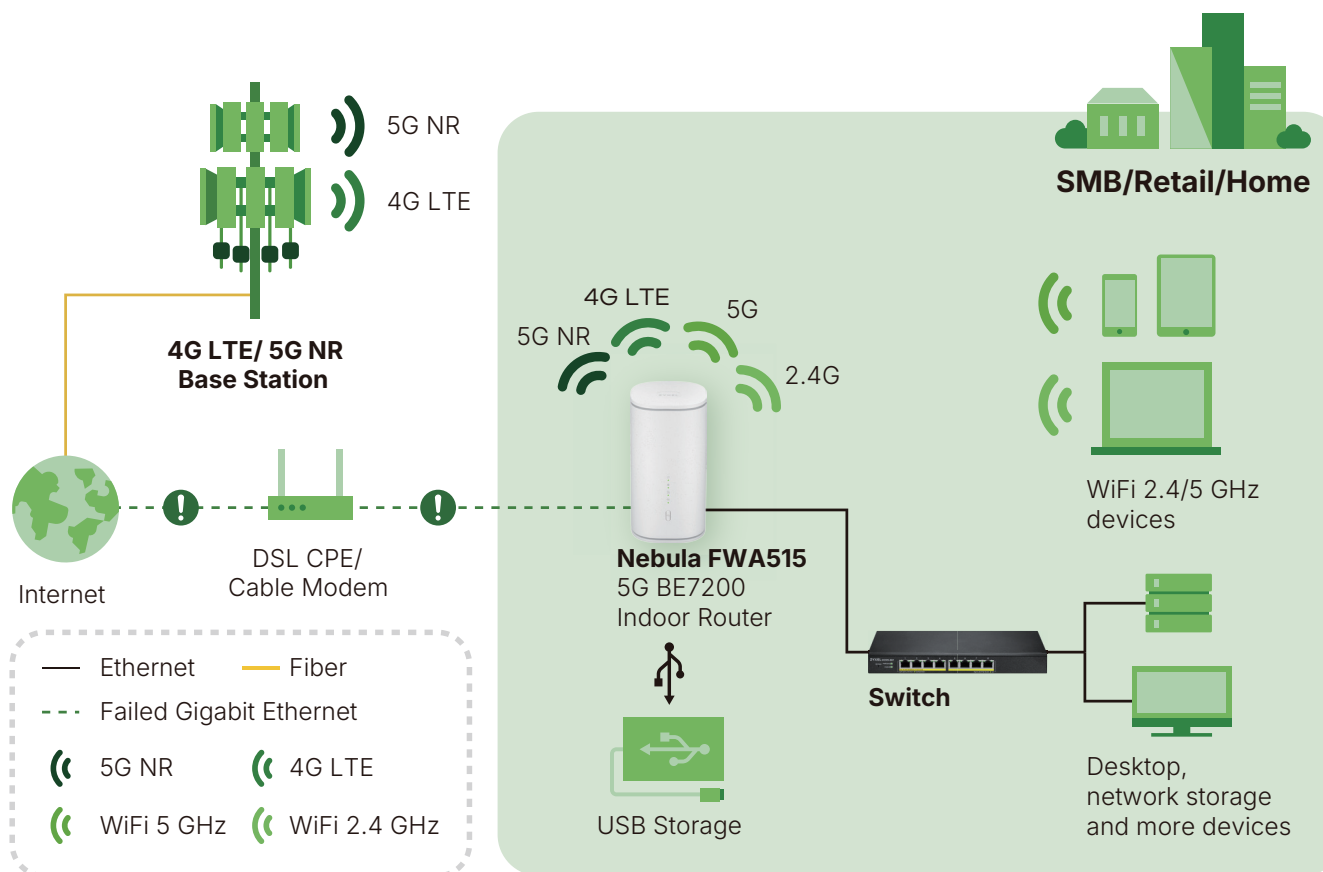 5G NR
4G LTE
4G LTE/ 5G NR
Base Station
SMB/Retail/Home
4G LTE
5G
5G NR
2.4G
WiFi 2.4/5 GHz
devices
Internet
DSL CPE/
Cable Modem
Nebula FWA515
5G BE7200
Indoor Router
Switch
USB Storage
Desktop,
network storage
and more devices
Ethernet
Fiber
Failed Gigabit Ethernet
5G NR
4G LTE
WiFi 5 GHz
WiFi 2.4 GHz